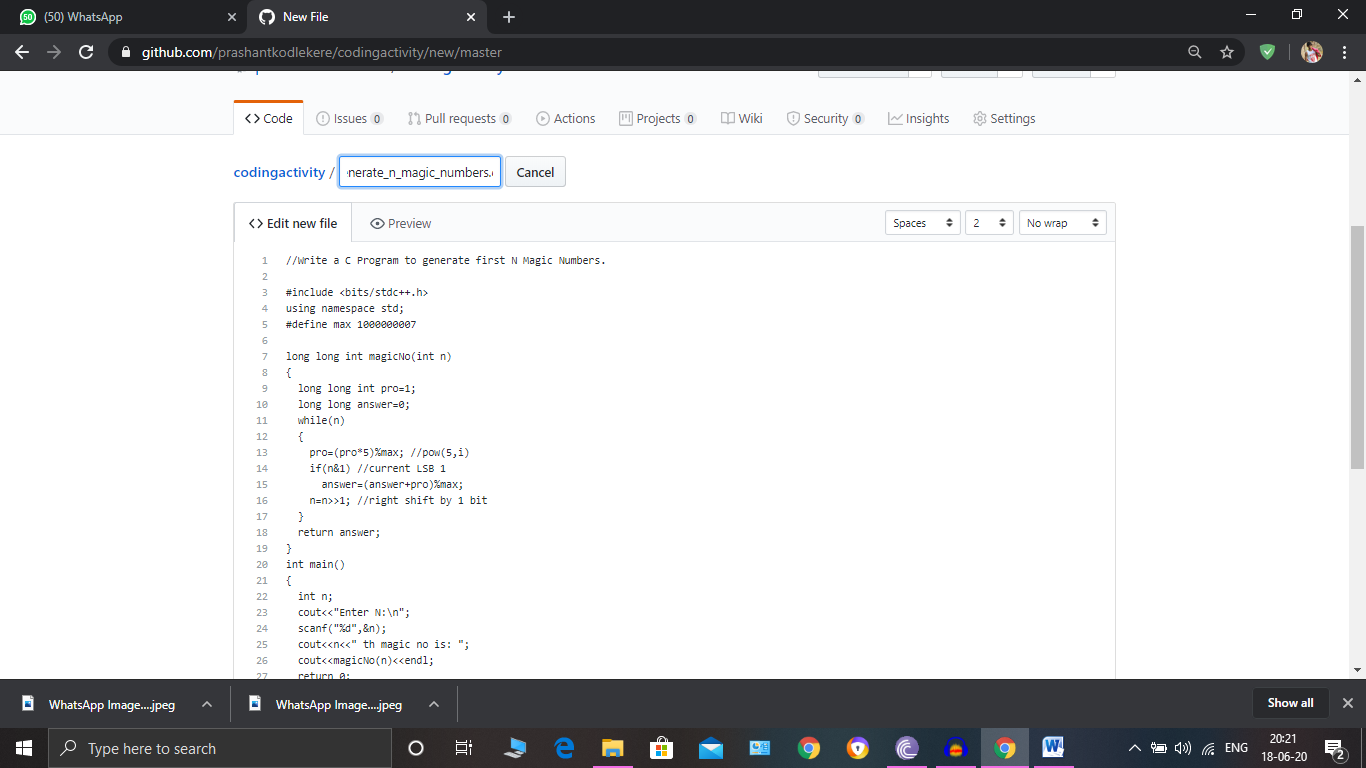 (50) WhatsApp
New File
github.com/prashantkodlekere/codingactivity/new/master
Code
Issues 0
Pull requests 0
Actions
Projects 0
Wiki
Security 0
Insights
Settings
codingactivity / enerate_n_magic_numbers. Cancel
Edit new file
Preview
Spaces
2
No wrap
1 //Write a C Program to generate first N Magic Numbers.
2
3 #include <bits/stdc++.h>
4 using namespace std;
5 #define max 1000000007
6
7 long long int magicNo(int n)
8 {
9 long long int pro=1;
10 long long answer=0;
11 while(n)
12 {
13 pro=(pro*5)%max; //pow(5,i)
14 if(n&1) //current LSB 1
15 answer=(answer+pro)%max;
16 n=n>>1; //right shift by 1 bit
17 }
18 return answer;
19 }
20 int main()
21 {
22 int n;
23 cout<<"Enter N:\n";
24 scanf("%d",&n);
25 cout<<n<<" th magic no is: ";
26 cout<<magicNo(n)<<endl;
27 return 0;
WhatsApp Image....jpeg
WhatsApp Image....jpeg
Show all
Type here to search
ENG
20:21
18-06-20
2